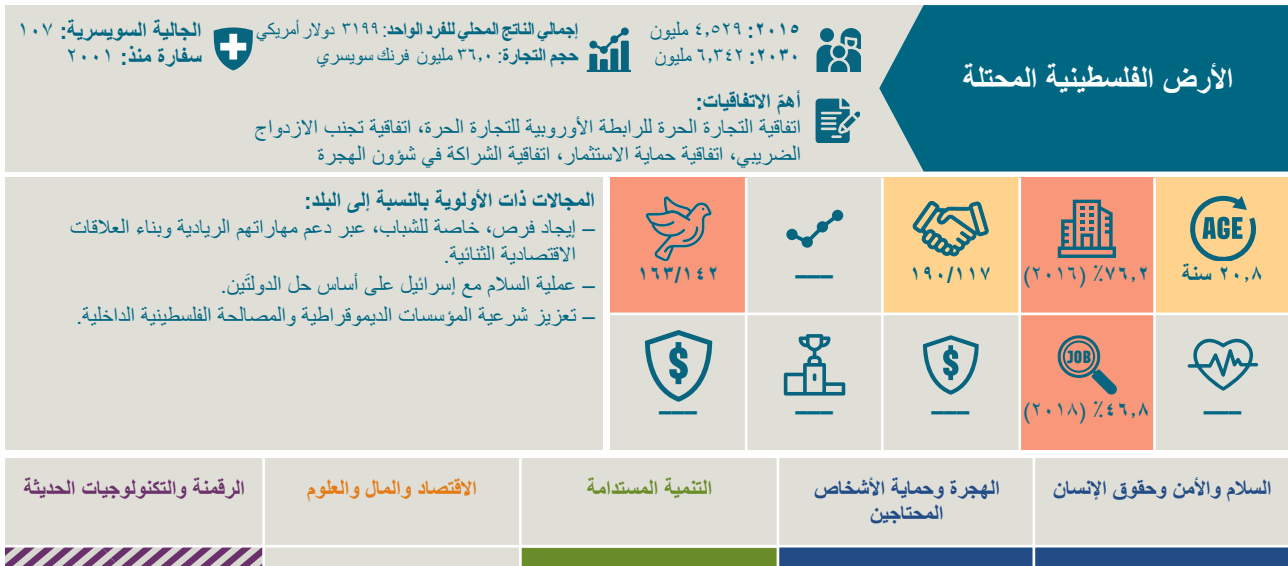 الأرض الفلسطينية المحتلة
٢٠١٥: ٤,٥٢٩ مليون
٢٠٣٠: ٦,٣٤٢ مليون
إجمالي الناتج المحلي للفرد الواحد: ٣١٩٩ دولار أمريكي
حجم التجارة: ٣٦,٠ مليون فرنك سويسري
الجالية السويسرية: ١٠٧
سفارة منذ: ٢٠٠١
أهمّ الاتفاقيات:
اتفاقية التجارة الحرة للرابطة الأوروبية للتجارة الحرة، اتفاقية تجنب الازدواج
الضريبي، اتفاقية حماية الاستثمار، اتفاقية الشراكة في شؤون الهجرة
AGE
٢٠,٨ سنة
٧٦,٢٪ (٢٠١٦)
١٩٠/١١٧
—
١٦٣/١٤٢
—
JOB
٤٦,٨٪ (٢٠١٨)
$
—
—
$
—
المجالات ذات الأولوية بالنسبة إلى البلد:
– إيجاد فرص، خاصة للشباب، عبر دعم مهاراتهم الريادية وبناء العلاقات
الاقتصادية الثنائية.
– عملية السلام مع إسرائيل على أساس حل الدولتَين.
– تعزيز شرعية المؤسسات الديموقراطية والمصالحة الفلسطينية الداخلية.
السلام والأمن وحقوق الإنسان
الهجرة وحماية الأشخاص
المحتاجين
التنمية المستدامة
الاقتصاد والمال والعلوم
الرقمنة والتكنولوجيات الحديثة